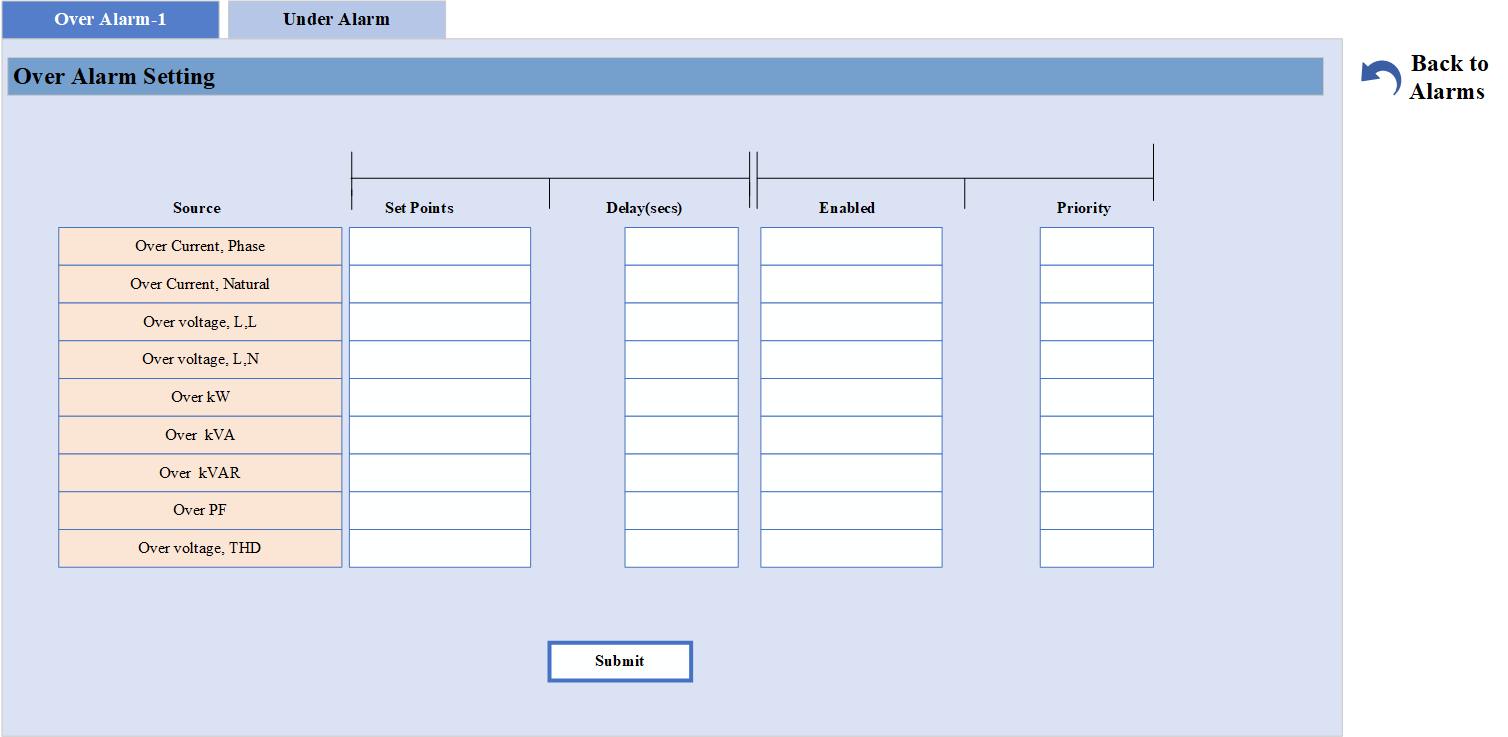 Over Alarm-1
Under Alarm
Over Alarm Setting
Back to
Alarms
Source
Set Points
Delay(secs)
Enabled
Priority
Over Current, Phase
Over Current, Natural
Over voltage, L,L
Over voltage, L,N
Over kW
Over  kVA
Over  kVAR
Over PF
Over voltage, THD
Submit